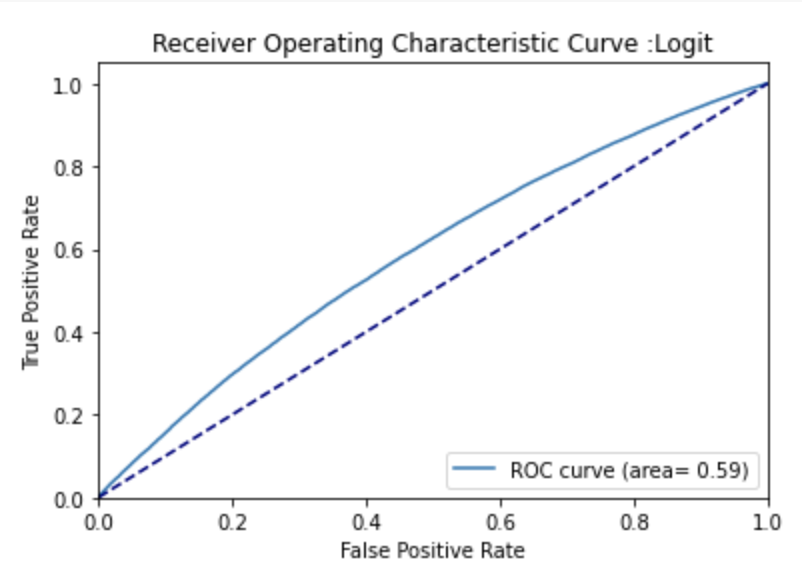 Receiver Operating Characteristic Curve :Logit
1.0
0.8
0.6
0.4
0.2
0.0
True Positive Rate
ROC curve (area= 0.59)
0.0 0.2 0.4 0.6 0.8 1.0
False Positive Rate